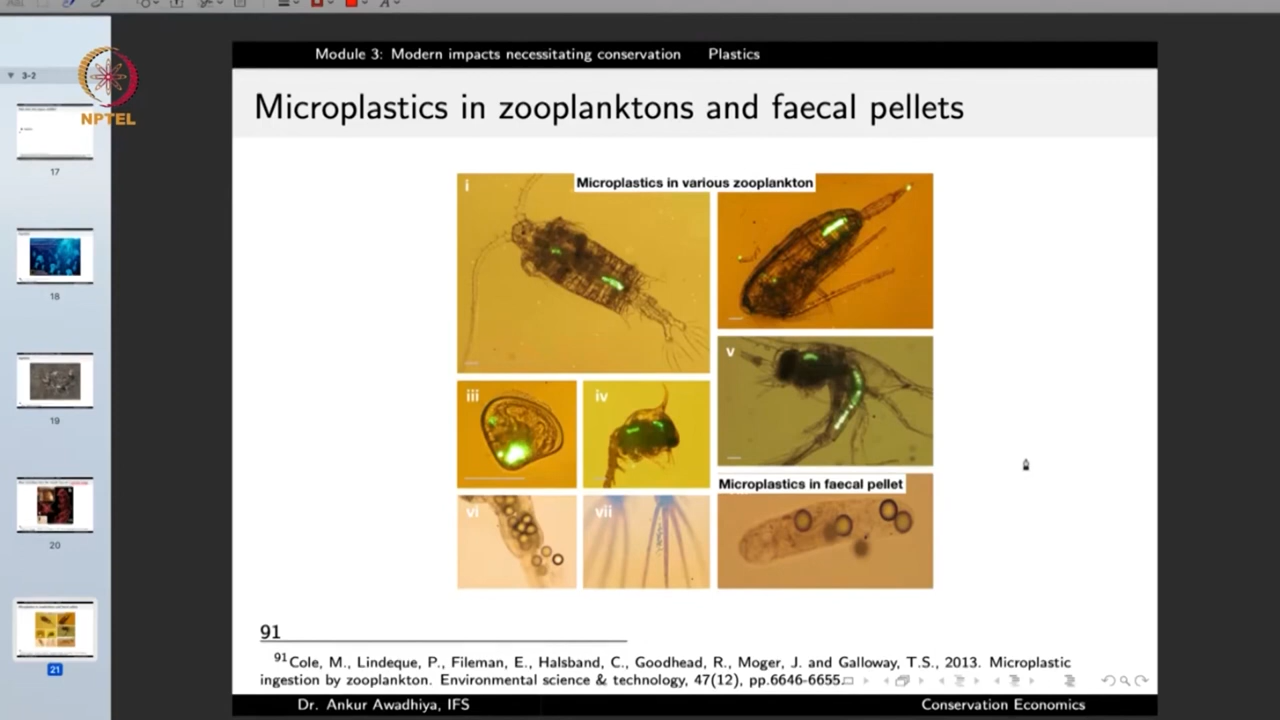 3-2
NPTEL
17
18
19
20
21
Module 3: Modern impacts necessitating conservation Plastics
Microplastics in zooplanktons and faecal pellets
i
Microplastics in various zooplankton
iii
iv
v
vi
vii
Microplastics in faecal pellet
91
91Cole, M., Lindeque, P., Fileman, E., Halsband, C., Goodhead, R., Moger, J. and Galloway, T.S., 2013. Microplastic
ingestion by zooplankton. Environmental science & technology, 47(12), pp.6646-6655.
Dr. Ankur Awadhiya, IFS Conservation Economics